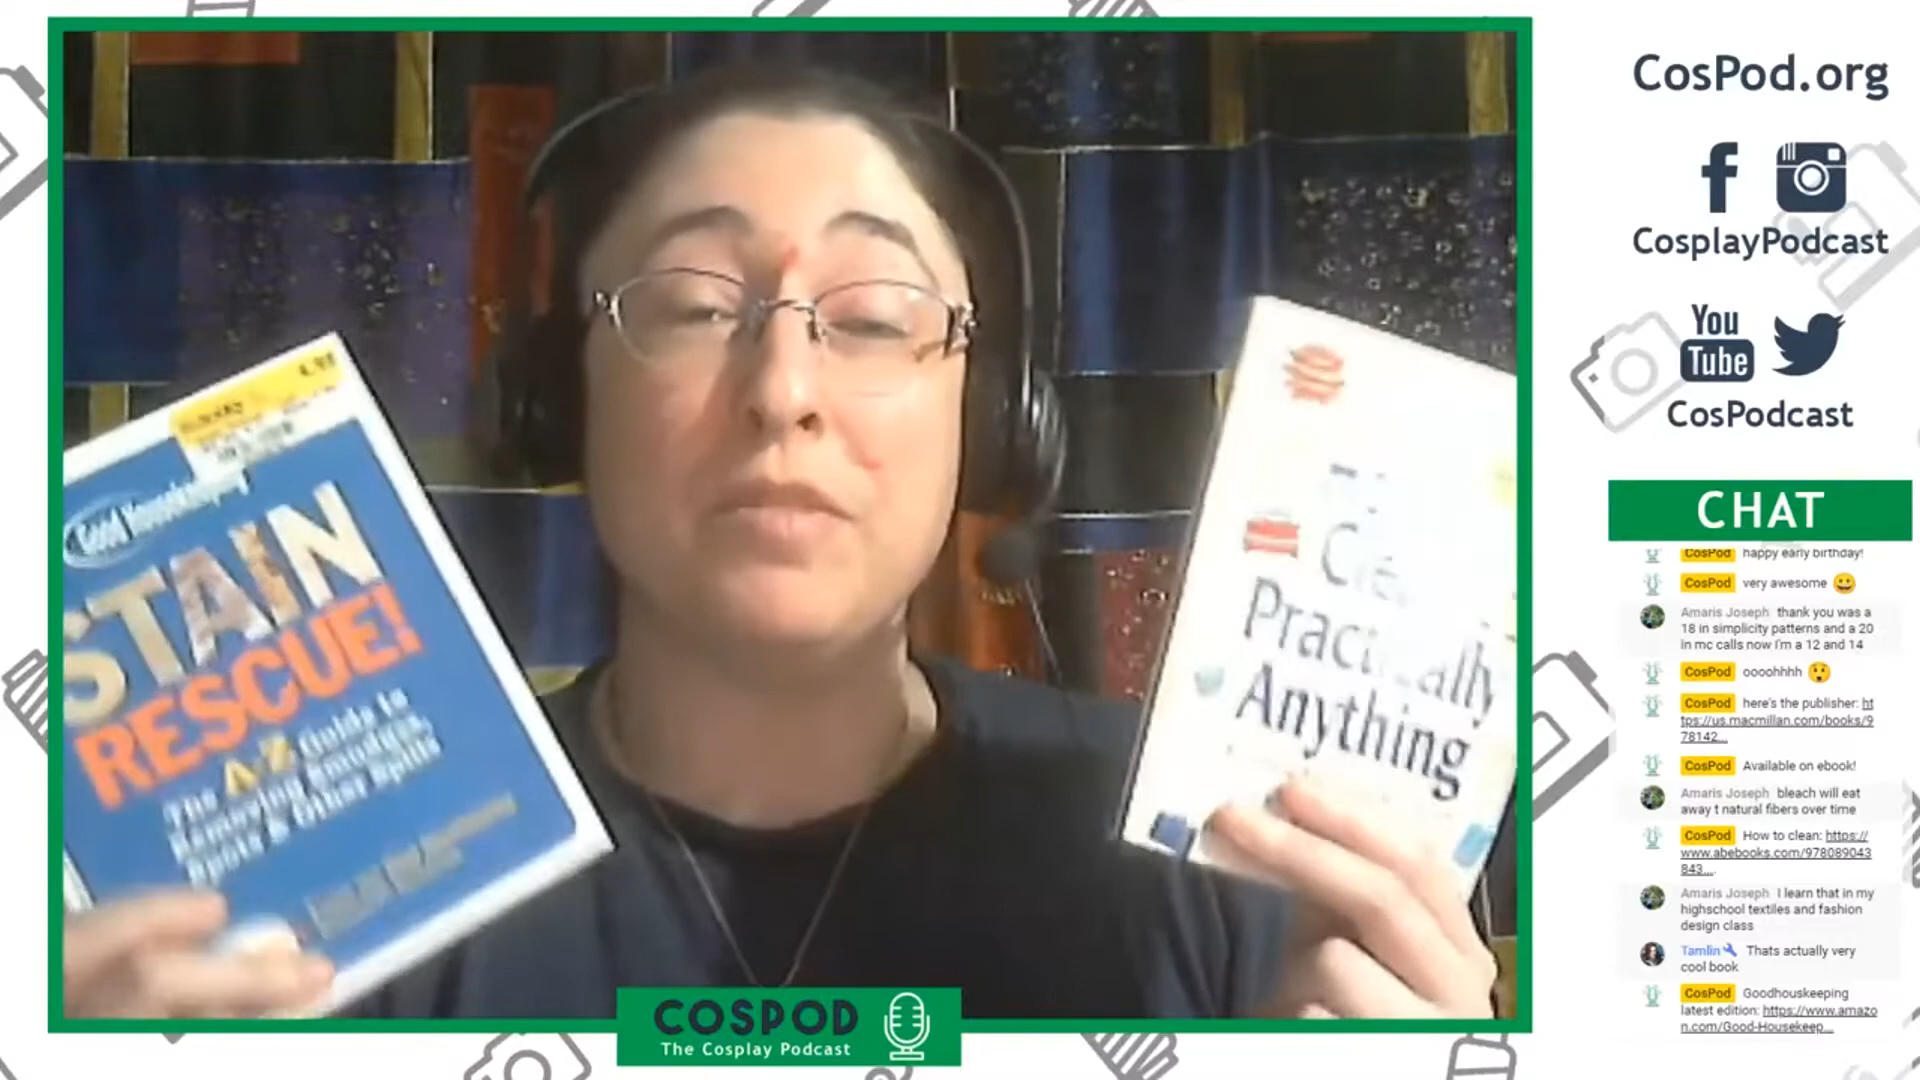 Good Housekeeping
STAIN
RESCUE!
The A-Z Guide to
Removing Smudges,
Spots & Other Spills
Practically
Anything
COSPOD
The Cosplay Podcast
CosPod.org
CosplayPodcast
You
Tube
CosPodcast
CHAT
CosPod happy early birthday!
CosPod very awesome 😀
Amaris Joseph thank you was a
18 in simplicity patterns and a 20
in mc calls now i'm a 12 and 14
CosPod oooohhhh 😲
CosPod here's the publisher: ht
tps://us.macmillan.com/books/9
78142...
CosPod Available on ebook!
Amaris Joseph bleach will eat
away t natural fibers over time
CosPod How to clean: https://
www.abebooks.com/978089043
843....
Amaris Joseph I learn that in my
highschool textiles and fashion
design class
Tamlin Thats actually very
cool book
CosPod Goodhouskeeping
latest edition: https://www.amazo
n.com/Good-Housekeep...